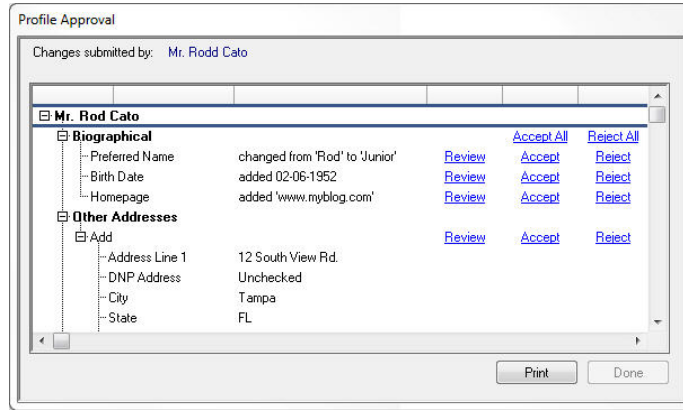 Profile Approval
Changes submitted by: Mr. Rodd Cato
Mr. Rod Cato
Biographical Accept All Reject All
Preferred Name changed from 'Rod' to 'Junior' Review Accept Reject
Birth Date added 02-06-1952 Review Accept Reject
Homepage added 'www.myblog.com' Review Accept Reject
Other Addresses
Add Review Accept Reject
Address Line 1 12 South View Rd.
DNP Address Unchecked
City Tampa
State FL
Print Done